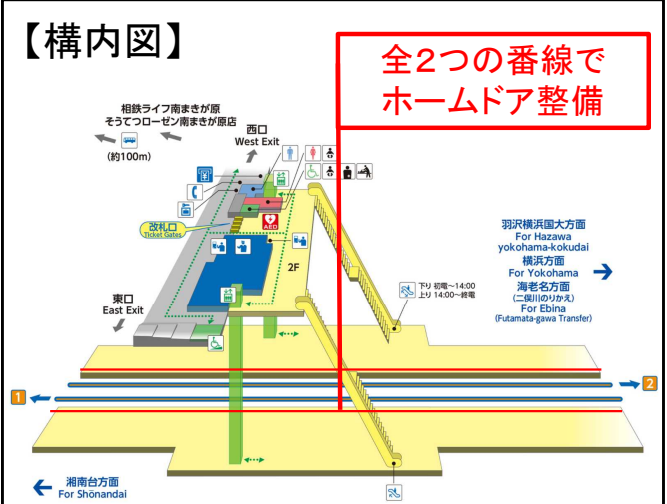 【構内図】
全2つの番線で
ホームドア整備
相鉄ライフ南まきが原
そうてつローゼン南まきが原店
(約100m)
西口
West Exit
AED
改札口
Ticket Gates
2F
東口
East Exit
下り 初電〜14:00
上り 14:00〜終電
羽沢横浜国大方面
For Hazawa
yokohama-kokudai
横浜方面
For Yokohama
海老名方面
(二俣川のりかえ)
For Ebina
(Futamata-gawa Transfer)
1
2
湘南台方面
For Shōnandai